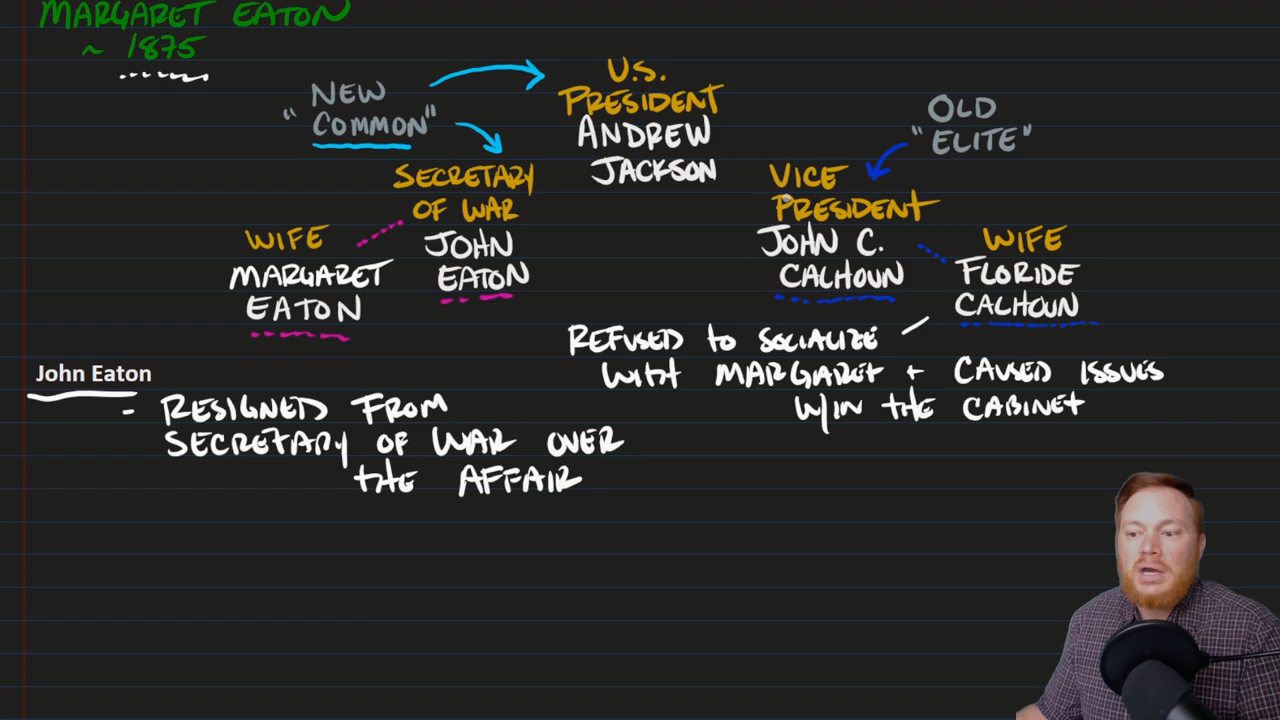 MARGARET EATON
~ 1875
U.S.
PRESIDENT
ANDREW
JACKSON
NEW
"COMMON"
OLD
"ELITE"
SECRETARY
OF WAR
JOHN
EATON
WIFE
MARGARET
EATON
VICE
PRESIDENT
JOHN C.
CALHOUN
WIFE
FLORIDE
CALHOUN
REFUSED to SOCIALIZE
WITH MARGARET + CAUSED ISSUES
W/IN the CABINET
John Eaton
- RESIGNED FROM
SECRETARY OF WAR OVER
the AFFAIR